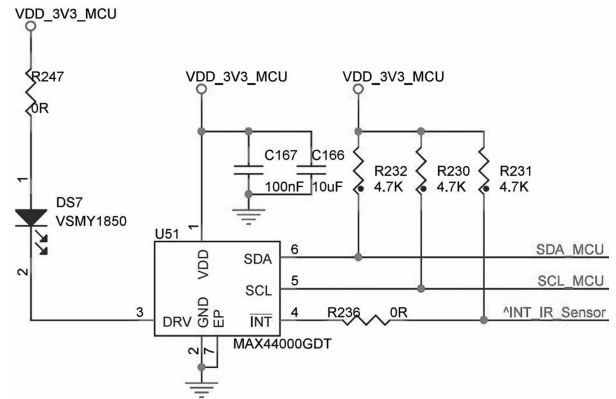 VDD_3V3_MCU
R247
0R
1
DS7
VSMY1850
2
VDD_3V3_MCU
VDD_3V3_MCU
C167
C166
100nF
10uF
R232
4.7K
R230
4.7K
R231
4.7K
U51
1
VDD
SDA
6
SDA_MCU
SCL
5
SCL_MCU
3
DRV
GND
EP
INT
4
R236
0R
^INT_IR_Sensor
2
7
MAX44000GDT